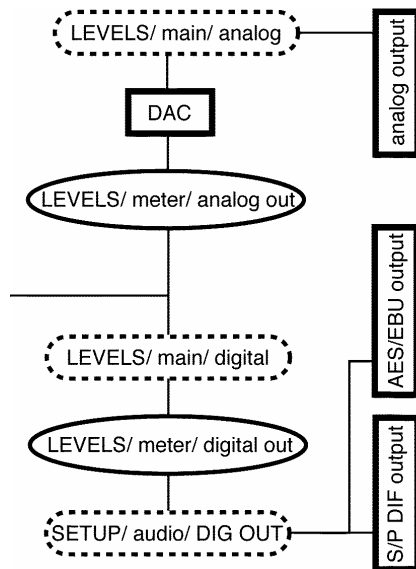 LEVELS/ main/ analog
analog output
DAC
LEVELS/ meter/ analog out
AES/EBU output
LEVELS/ main/ digital
LEVELS/ meter/ digital out
S/P DIF output
SETUP/ audio/ DIG OUT